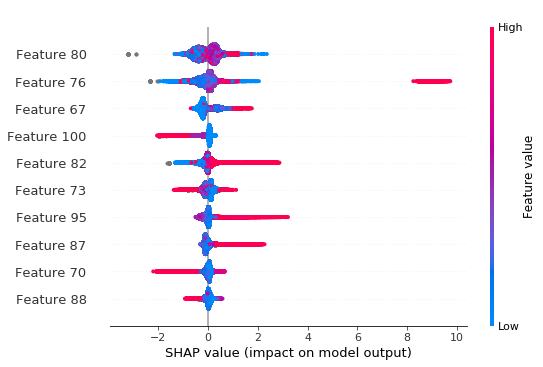 High
Feature 80
Feature 76
Feature 67
Feature 100
Feature 82
Feature 73
Feature 95
Feature 87
Feature 70
Feature 88
Feature value
Low
−2 0 2 4 6 8 10
SHAP value (impact on model output)